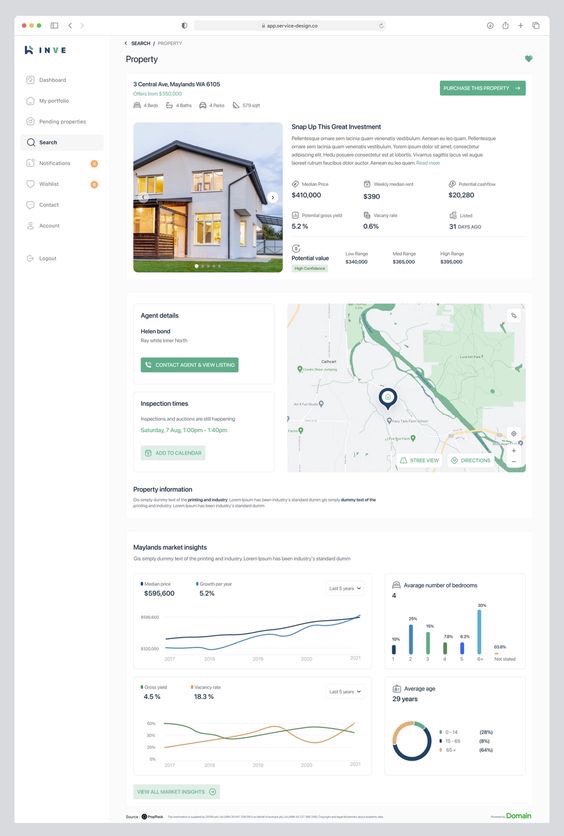 app.service-design.co
INVE
Dashboard
My portfolio
Pending properties
Search
Notifications
Wishlist
Contact
Account
Logout
SEARCH / PROPERTY
Property
3 Central Ave, Maylands WA 6105
Offers from $350,000
4 Beds
4 Baths
4 Parks
579 sqft
PURCHASE THIS PROPERTY
Snap Up This Great Investment
Pellentesque ornare sem lacinia quam venenatis vestibulum. Aenean eu leo quam. Pellentesque
ornare sem lacinia quam venenatis vestibulum. Yorem ipsum dolor sit amet, consectetur
adipiscing elit. Hedu posuere consectetur est at lobortis. Vivamus sagittis lacus vel augue
laoreet rutrum faucibus dolor auctor. Aenean eu leo quam. Read more
Median Price
$410,000
Weekly median rent
$390
Potential cashflow
$20,280
Potential gross yield
5.2 %
Vacany rate
0.6%
Listed
31 DAYS AGO
Potential value
High Confidence
Low Range
$340,000
Med Range
$365,000
High Range
$395,000
Agent details
Helen bond
Ray white Inner North
CONTACT AGENT & VIEW LISTING
Inspection times
Inspections and auctions are still happening
Saturday, 7 Aug, 1:00pm - 1:40pm
ADD TO CALENDAR
Cathcart
STREE VIEW
DIRECTIONS
Property information
Gis simply dummy text of the printing and industry. Lorem Ipsum has been industry's standard dum gis simply dummy text of the
printing and industry. Lorem Ipsum has been industry's standard dumm
Maylands market insights
Gis simply dummy text of the printing and industry. Lorem Ipsum has been industry's standard dumm
Median price
$595,600
Growth per year
5.2%
Last 5 years
$595,600
$320,000
2017
2018
2019
2020
2021
Avarage nunber of bedrooms
4
10%
25%
15%
7.8%
6.2%
30%
03.8%
1
2
3
4
5
6+
Not stated
Gross yield
4.5 %
Vacancy rate
18.3 %
Last 5 years
60%
30%
20%
0%
2017
2018
2019
2020
2021
Avertage age
29 years
0 - 14
(28%)
15 - 65
(8%)
65+
(64%)
VIEW ALL MARKET INSIGHTS
Source :
PropTrack
Powered by Domain